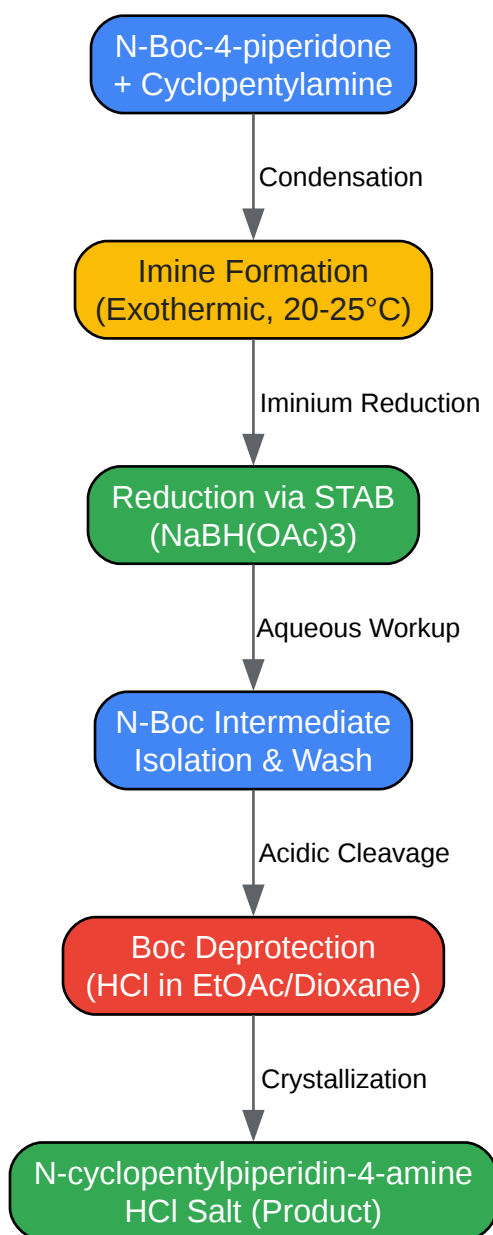 N-Boc-4-piperidone
+ Cyclopentylamine
Condensation
Imine Formation
(Exothermic, 20-25°C)
Iminium Reduction
Reduction via STAB
(NaBH(OAc)3)
Aqueous Workup
N-Boc Intermediate
Isolation & Wash
Acidic Cleavage
Boc Deprotection
(HCl in EtOAc/Dioxane)
Crystallization
N-cyclopentylpiperidin-4-amine
HCl Salt (Product)